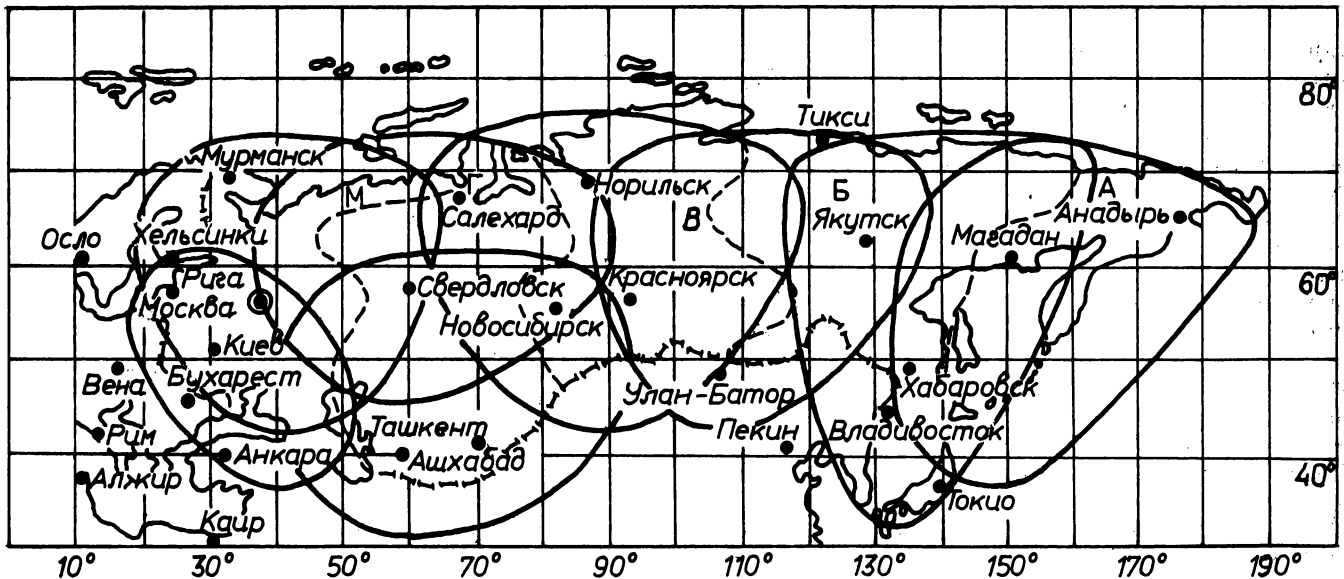 80°
Тикси
Мурманск
М
Г
Норильск
Б
А
Салехард
В
Якутск
Анадырь
Осло
Хельсинки
Магадан
Рига
Свердловск
Красноярск
60°
Москва
Новосибирск
Киев
Вена
Бухарест
Улан-Батор
Хабаровск
Рим
Ташкент
Пекин
Владивосток
Анкара
Ашхабад
Алжир
40°
Токио
Каир
10° 30° 50° 70° 90° 110° 130° 150° 170° 190°